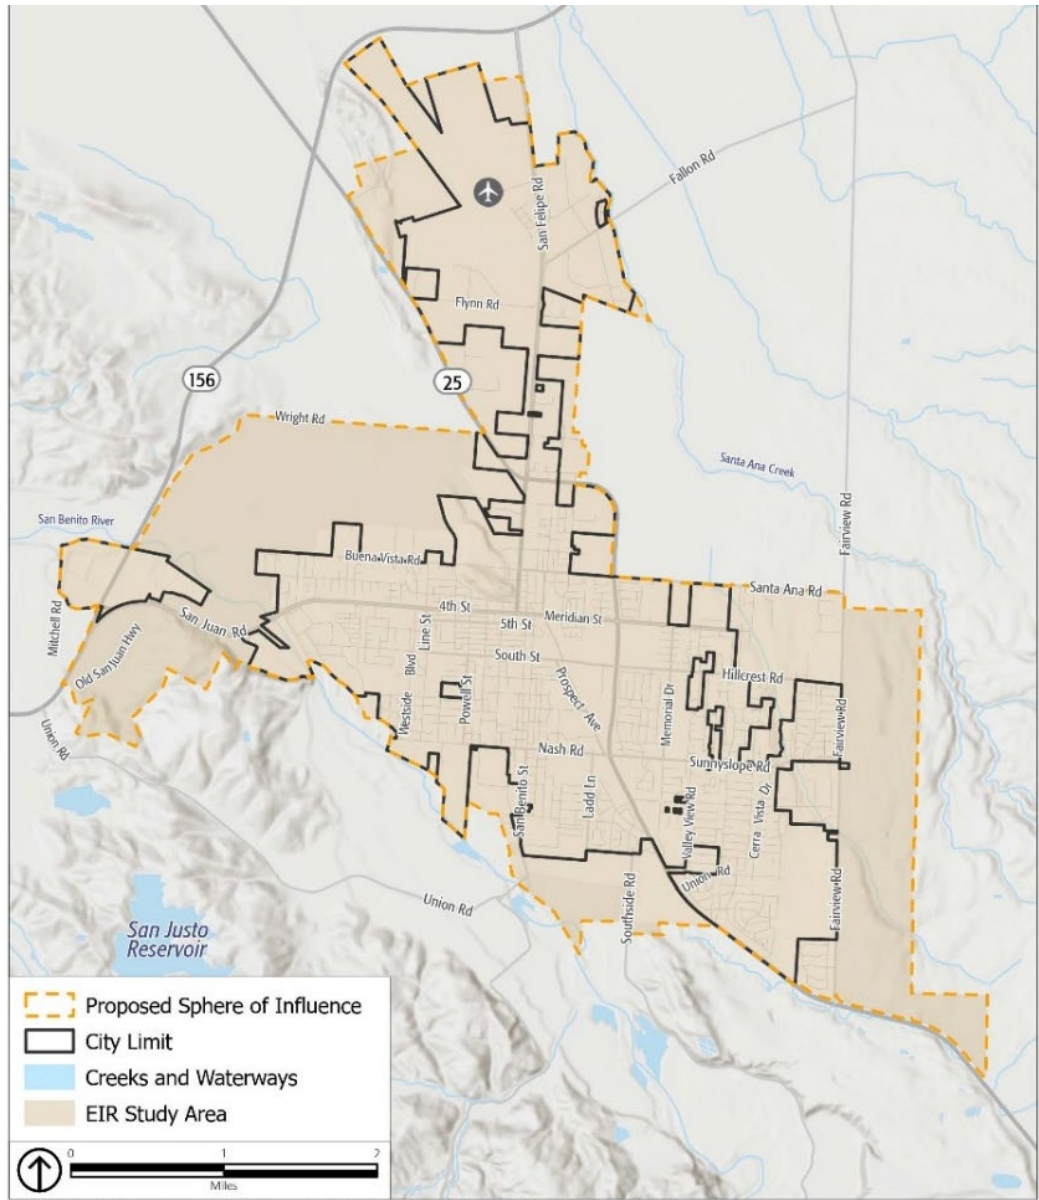 Fallon Rd
San Felipe Rd
Flynn Rd
156
25
Wright Rd
Santa Ana Creek
San Benito River
Fairview Rd
Buena Vista Rd
Santa Ana Rd
4th St
Meridian St
5th St
Mitchell Rd
San Juan Rd
Line St
Old San Juan Hwy
South St
Hillcrest Rd
Westside Blvd
Powell St
Prospect Ave
Memorial Dr
Fairview Rd
Union Rd
Nash Rd
Sunnyslope Rd
San Benito St
Ladd Ln
Valley View Rd
Cerra Vista Dr
Union Rd
Union Rd
Southside Rd
Fairview Rd
San Justo
Reservoir
Proposed Sphere of Influence
City Limit
Creeks and Waterways
EIR Study Area
0 1 2
Miles